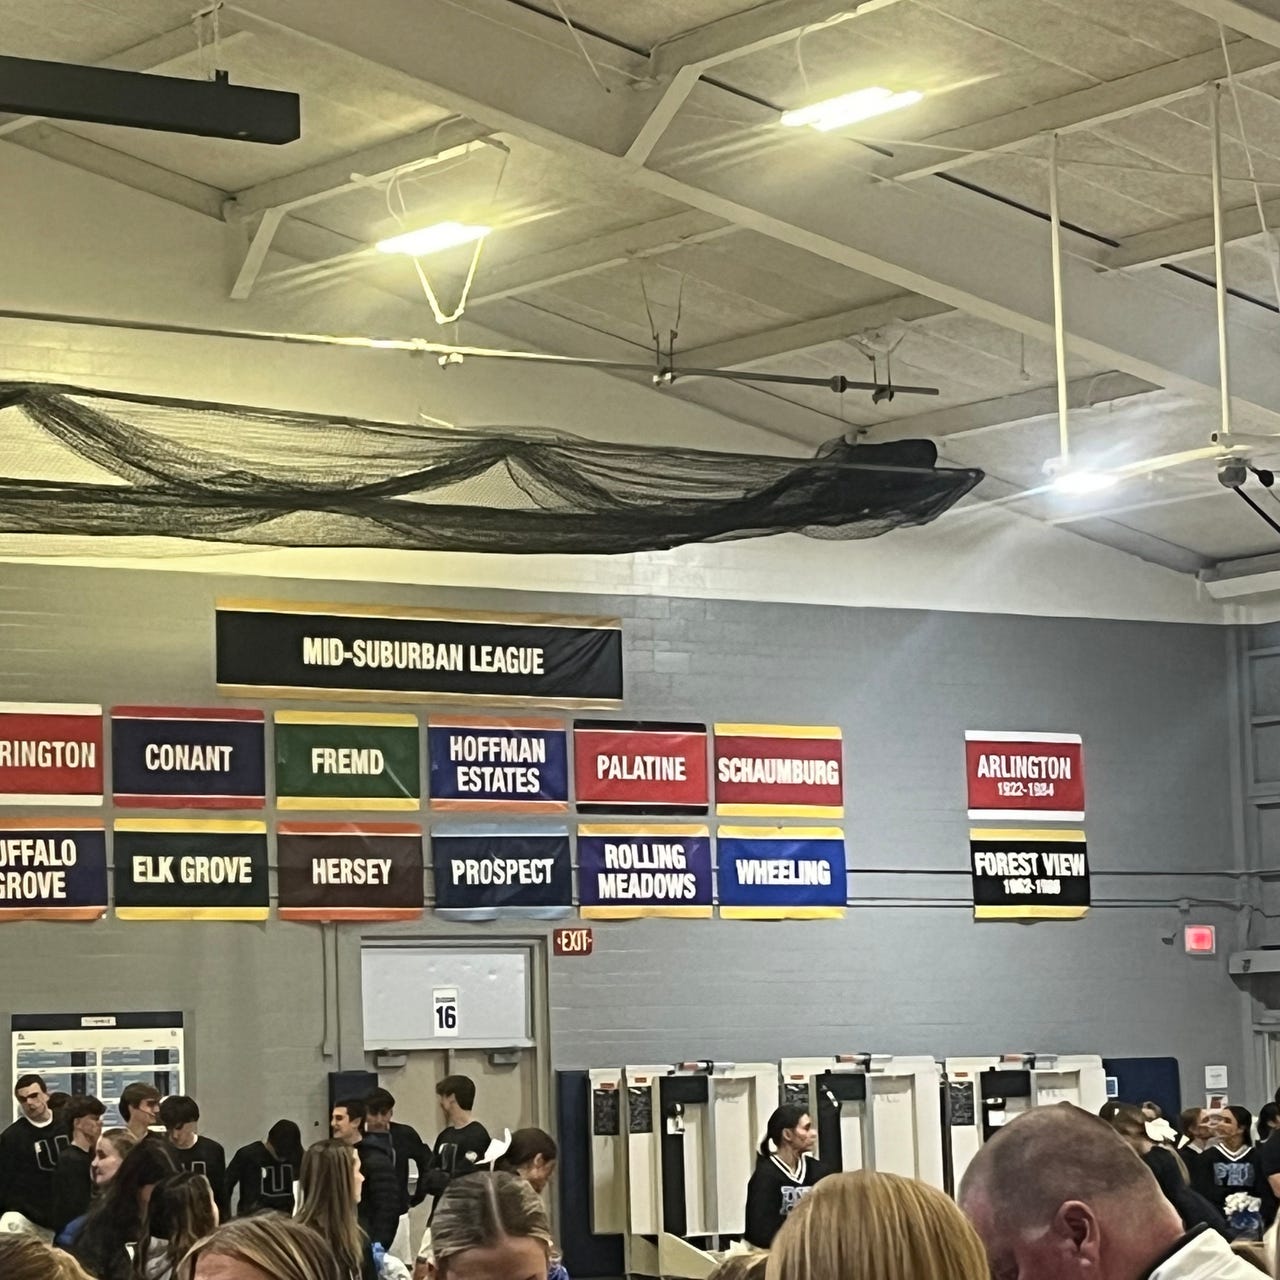 MID-SUBURBAN LEAGUE
RRINGTON
CONANT
FREMD
HOFFMAN
ESTATES
PALATINE
SCHAUMBURG
ARLINGTON
1922-1984
UFFALO
GROVE
ELK GROVE
HERSEY
PROSPECT
ROLLING
MEADOWS
WHEELING
FOREST VIEW
EXIT
16